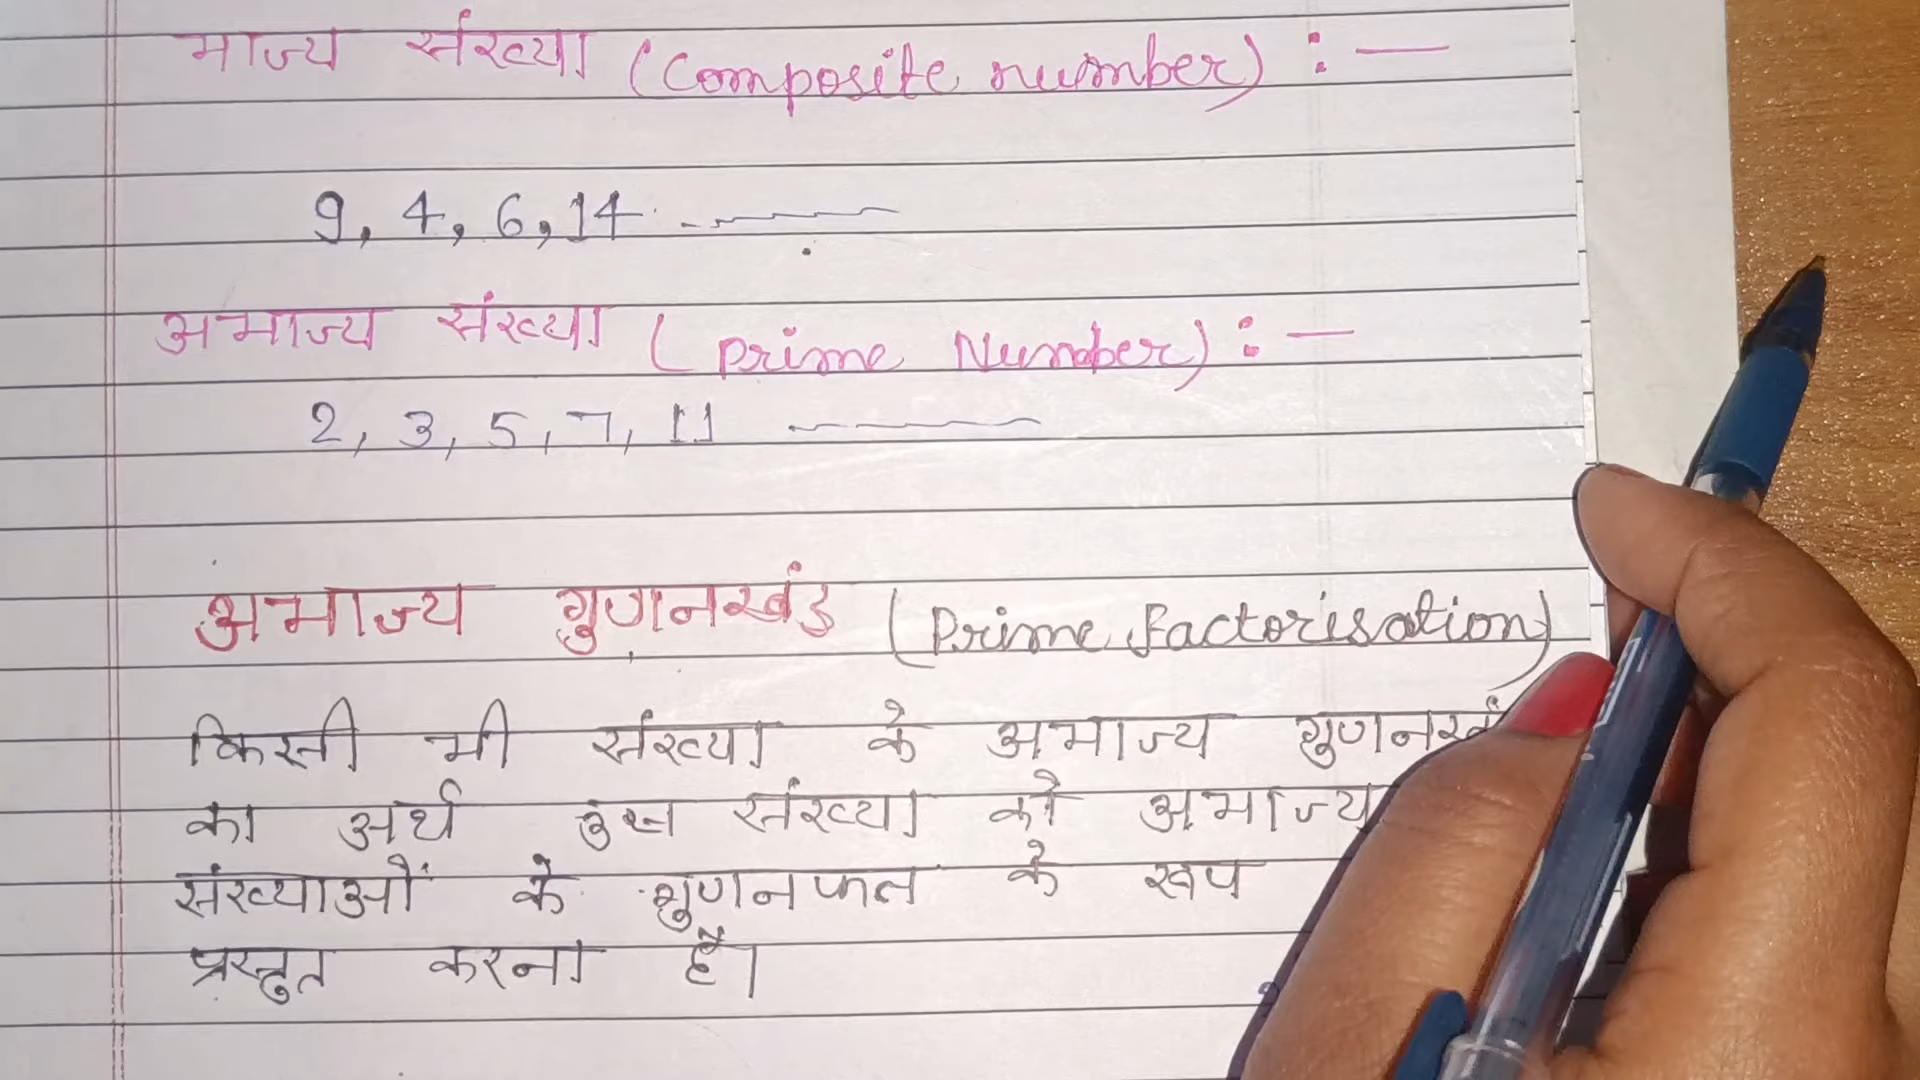 भाज्य संख्या (Composite number) : —
9, 4, 6, 14
अभाज्य संख्या (Prime Number) : —
2, 3, 5, 7, 11
अभाज्य गुणनखंड (Prime factorisation)
किसी भी संख्या के अभाज्य
का अर्थ उस संख्या को अभाज्य
संख्याओं के गुणनफल के रूप
प्रस्तुत करना है।